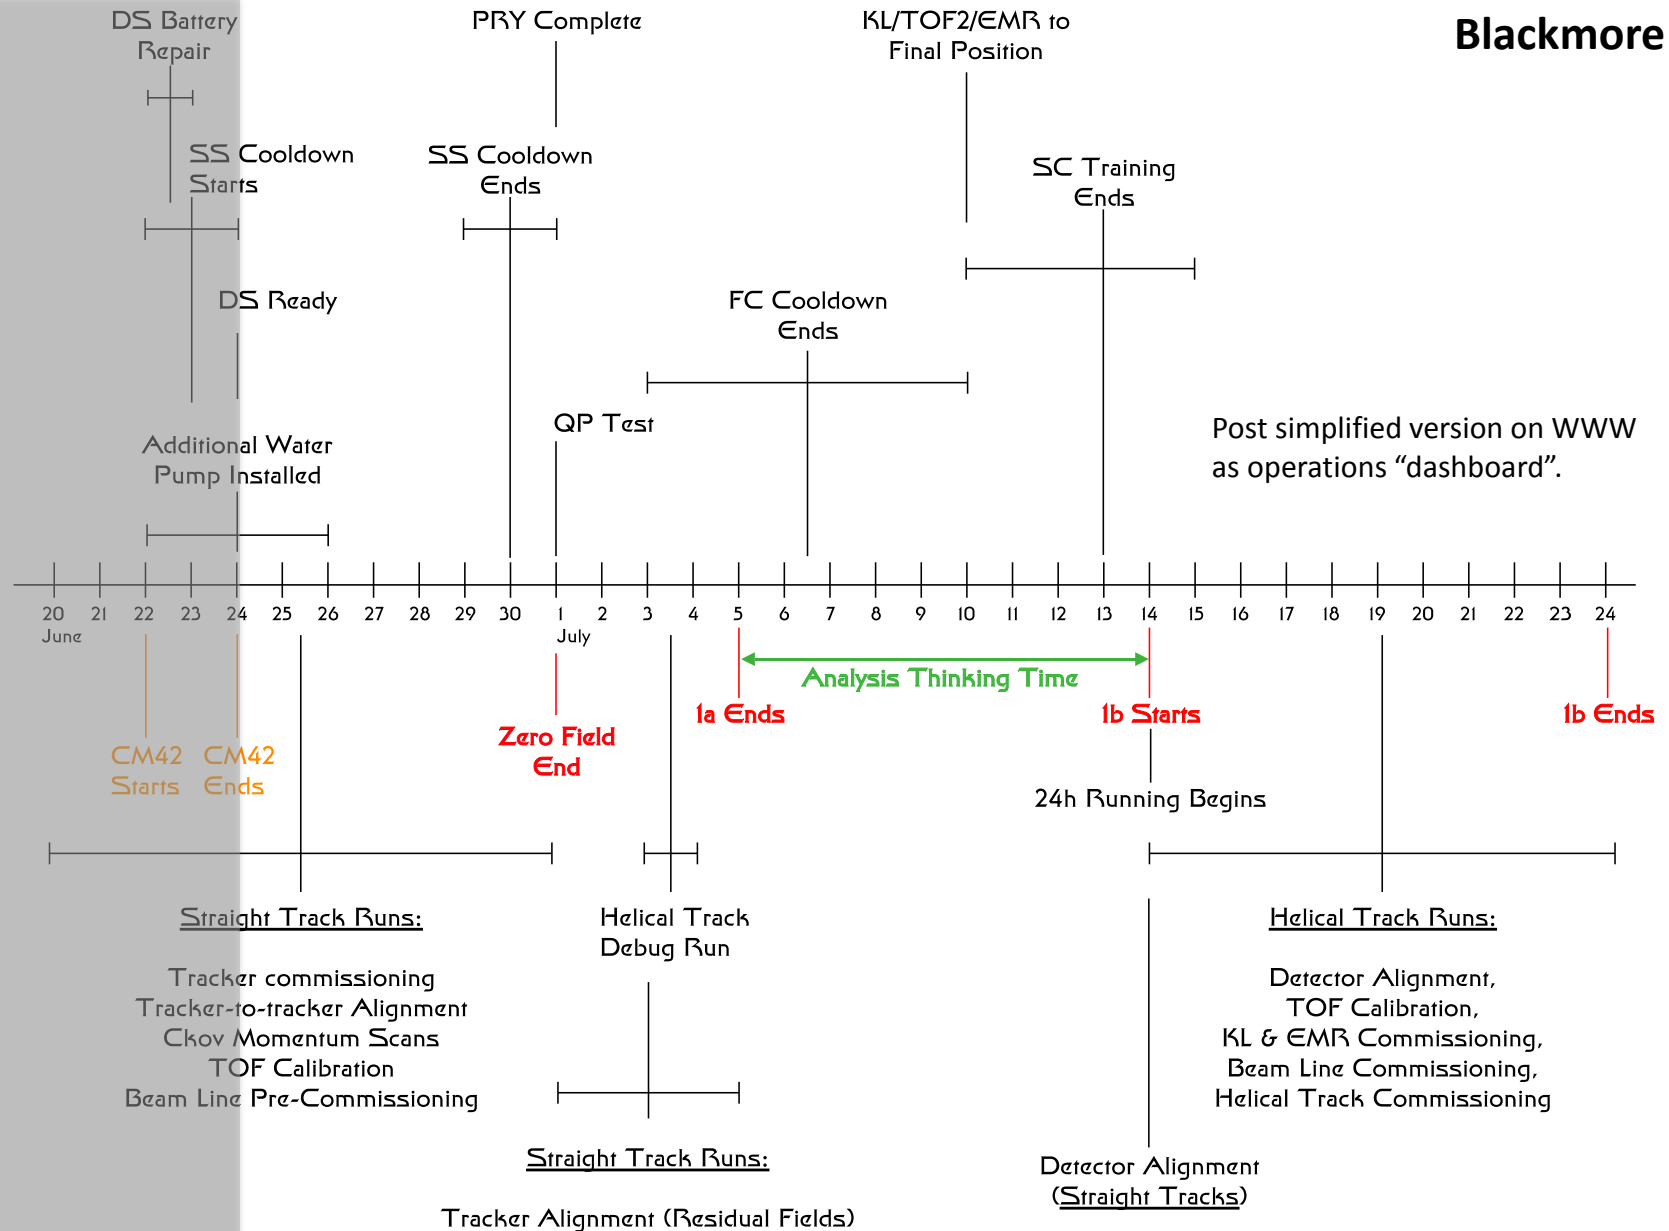 DS Battery
Repair
PRY Complete
KL/TOF2/EMR to
Final Position
Blackmore
SS Cooldown
Starts
SS Cooldown
Ends
SC Training
Ends
DS Ready
FC Cooldown
Ends
QP Test
Additional Water
Pump Installed
Post simplified version on WWW
as operations “dashboard”.
20 21 22 23 24 25 26 27 28 29 30 1 2 3 4 5 6 7 8 9 10 11 12 13 14 15 16 17 18 19 20 21 22 23 24
June July
Analysis Thinking Time
1a Ends
1b Starts
1b Ends
Zero Field
End
CM42
Starts
CM42
Ends
24h Running Begins
Straight Track Runs:
Tracker commissioning
Tracker-to-tracker Alignment
Ckov Momentum Scans
TOF Calibration
Beam Line Pre-Commissioning
Helical Track
Debug Run
Helical Track Runs:
Detector Alignment,
TOF Calibration,
KL & EMR Commissioning,
Beam Line Commissioning,
Helical Track Commissioning
Straight Track Runs:
Tracker Alignment (Residual Fields)
Detector Alignment
(Straight Tracks)